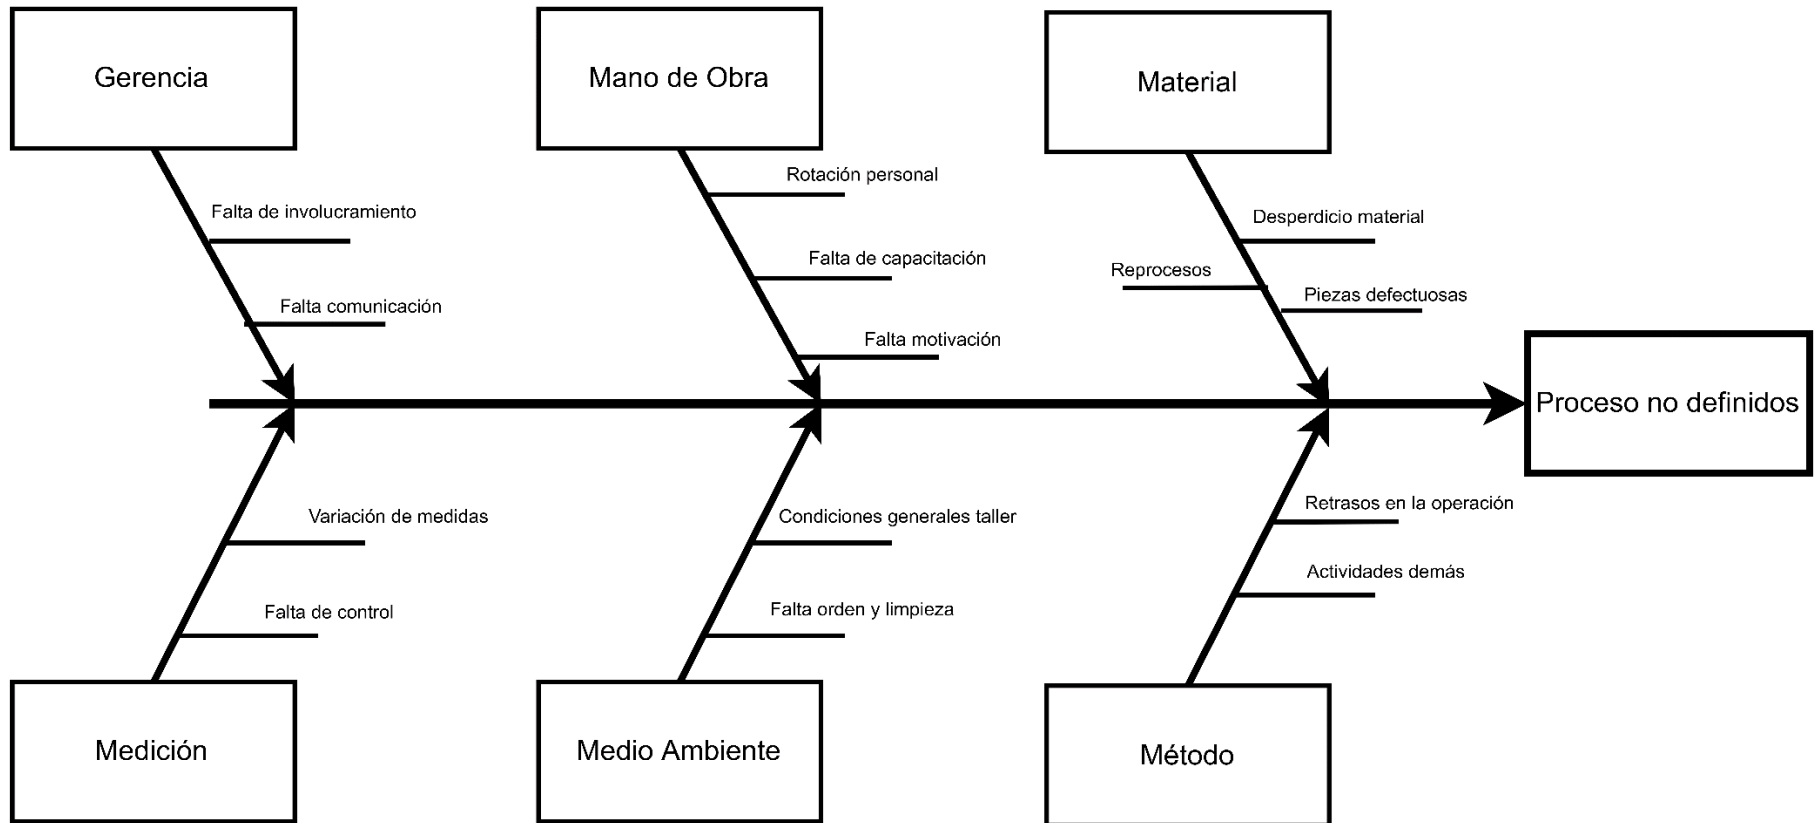 Gerencia
Mano de Obra
Material
Rotación personal
Falta de involucramiento
Desperdicio material
Falta de capacitación
Reprocesos
Piezas defectuosas
Falta comunicación
Falta motivación
Proceso no definidos
Variación de medidas
Condiciones generales taller
Retrasos en la operación
Actividades demás
Falta de control
Falta orden y limpieza
Medición
Medio Ambiente
Método